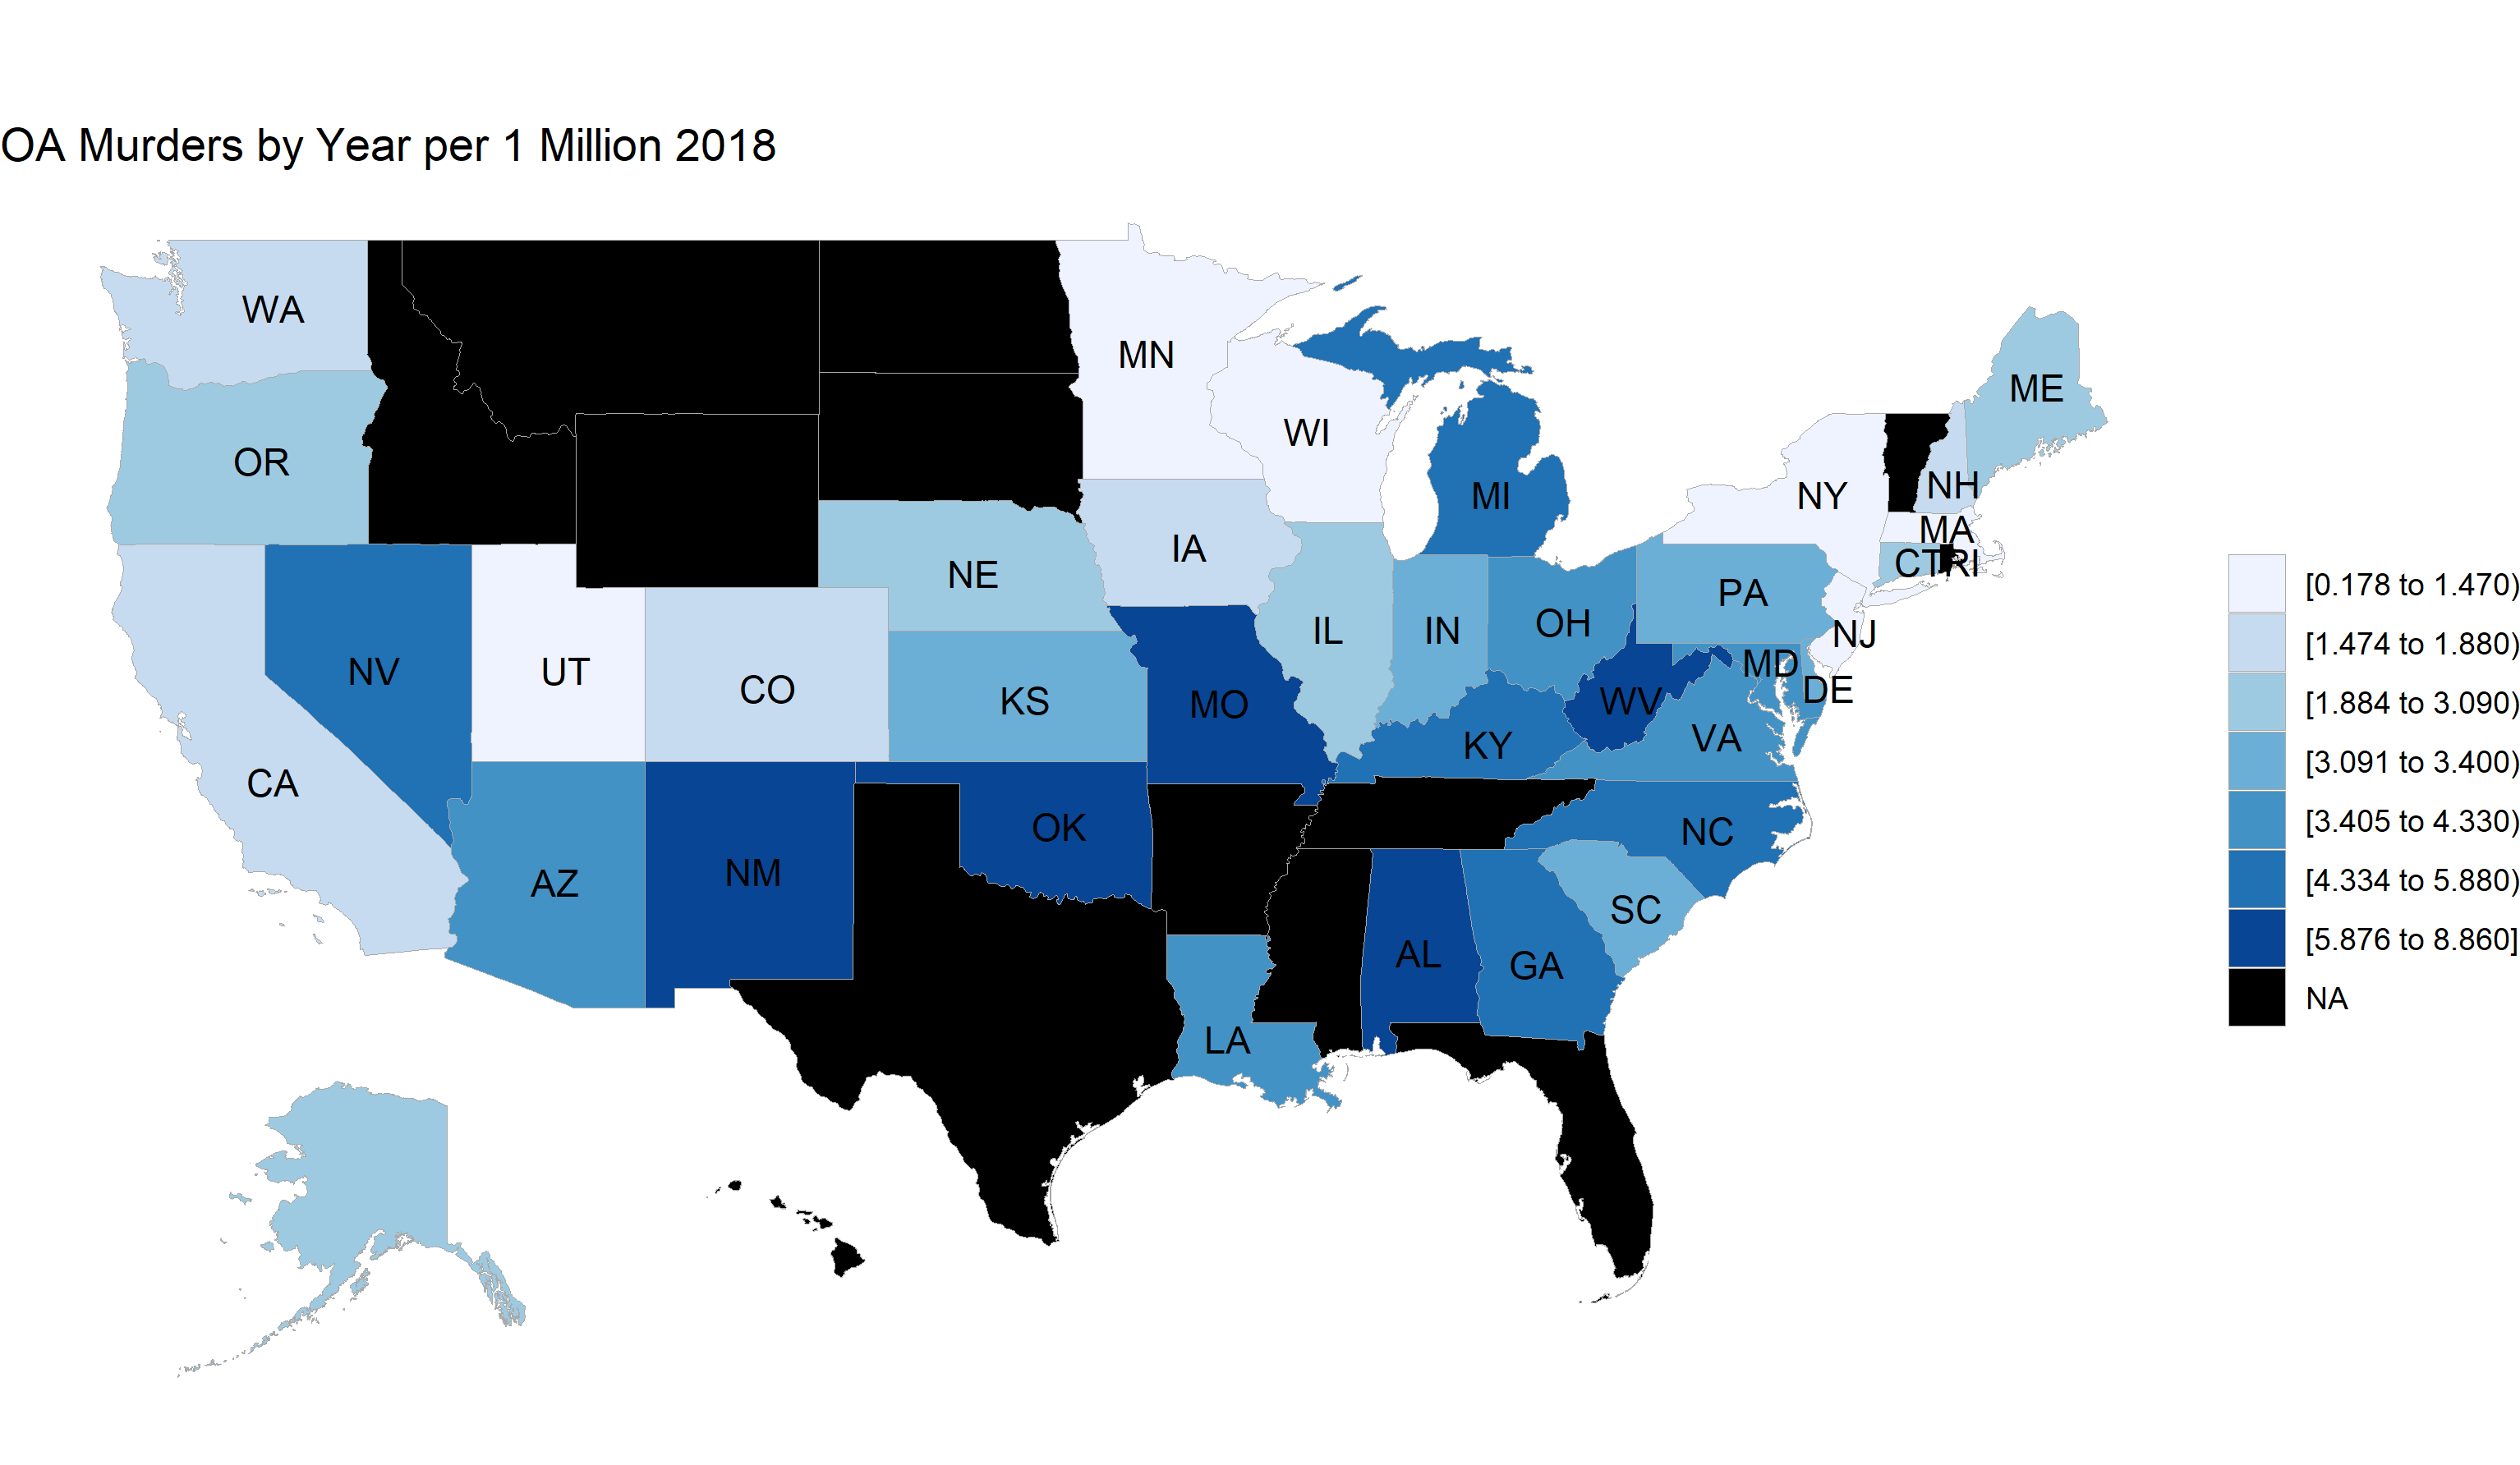 OA Murders by Year per 1 Million 2018
WA
MN
ME
OR
WI
MI
NY
NH
MA
IA
CT
RI
NE
PA
IL
IN
OH
NJ
NV
UT
CO
KS
MO
WV
MD
DE
KY
VA
CA
AZ
NM
OK
NC
SC
AL
GA
LA
[0.178 to 1.470)
[1.474 to 1.880)
[1.884 to 3.090)
[3.091 to 3.400)
[3.405 to 4.330)
[4.334 to 5.880)
[5.876 to 8.860]
NA